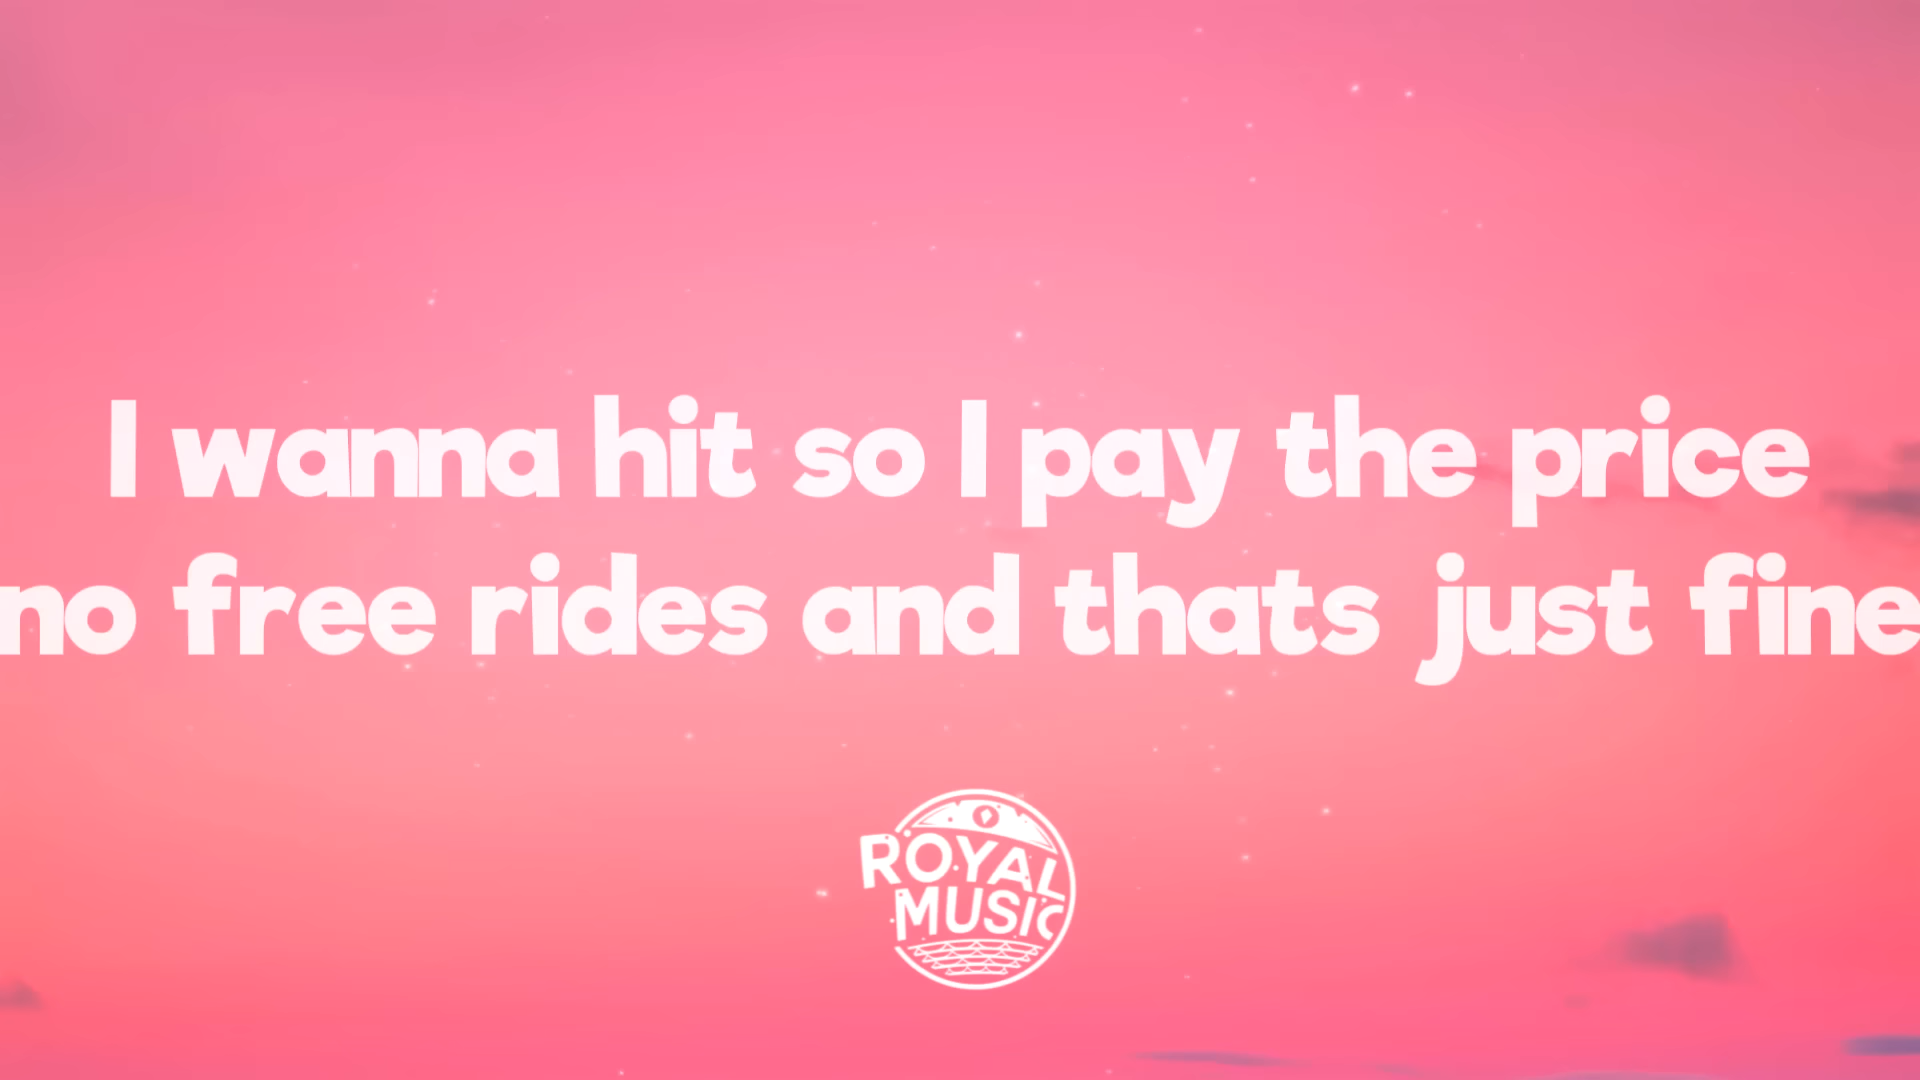 I wanna hit so I pay the price
no free rides and thats just fine
ROYAL
MUSIC